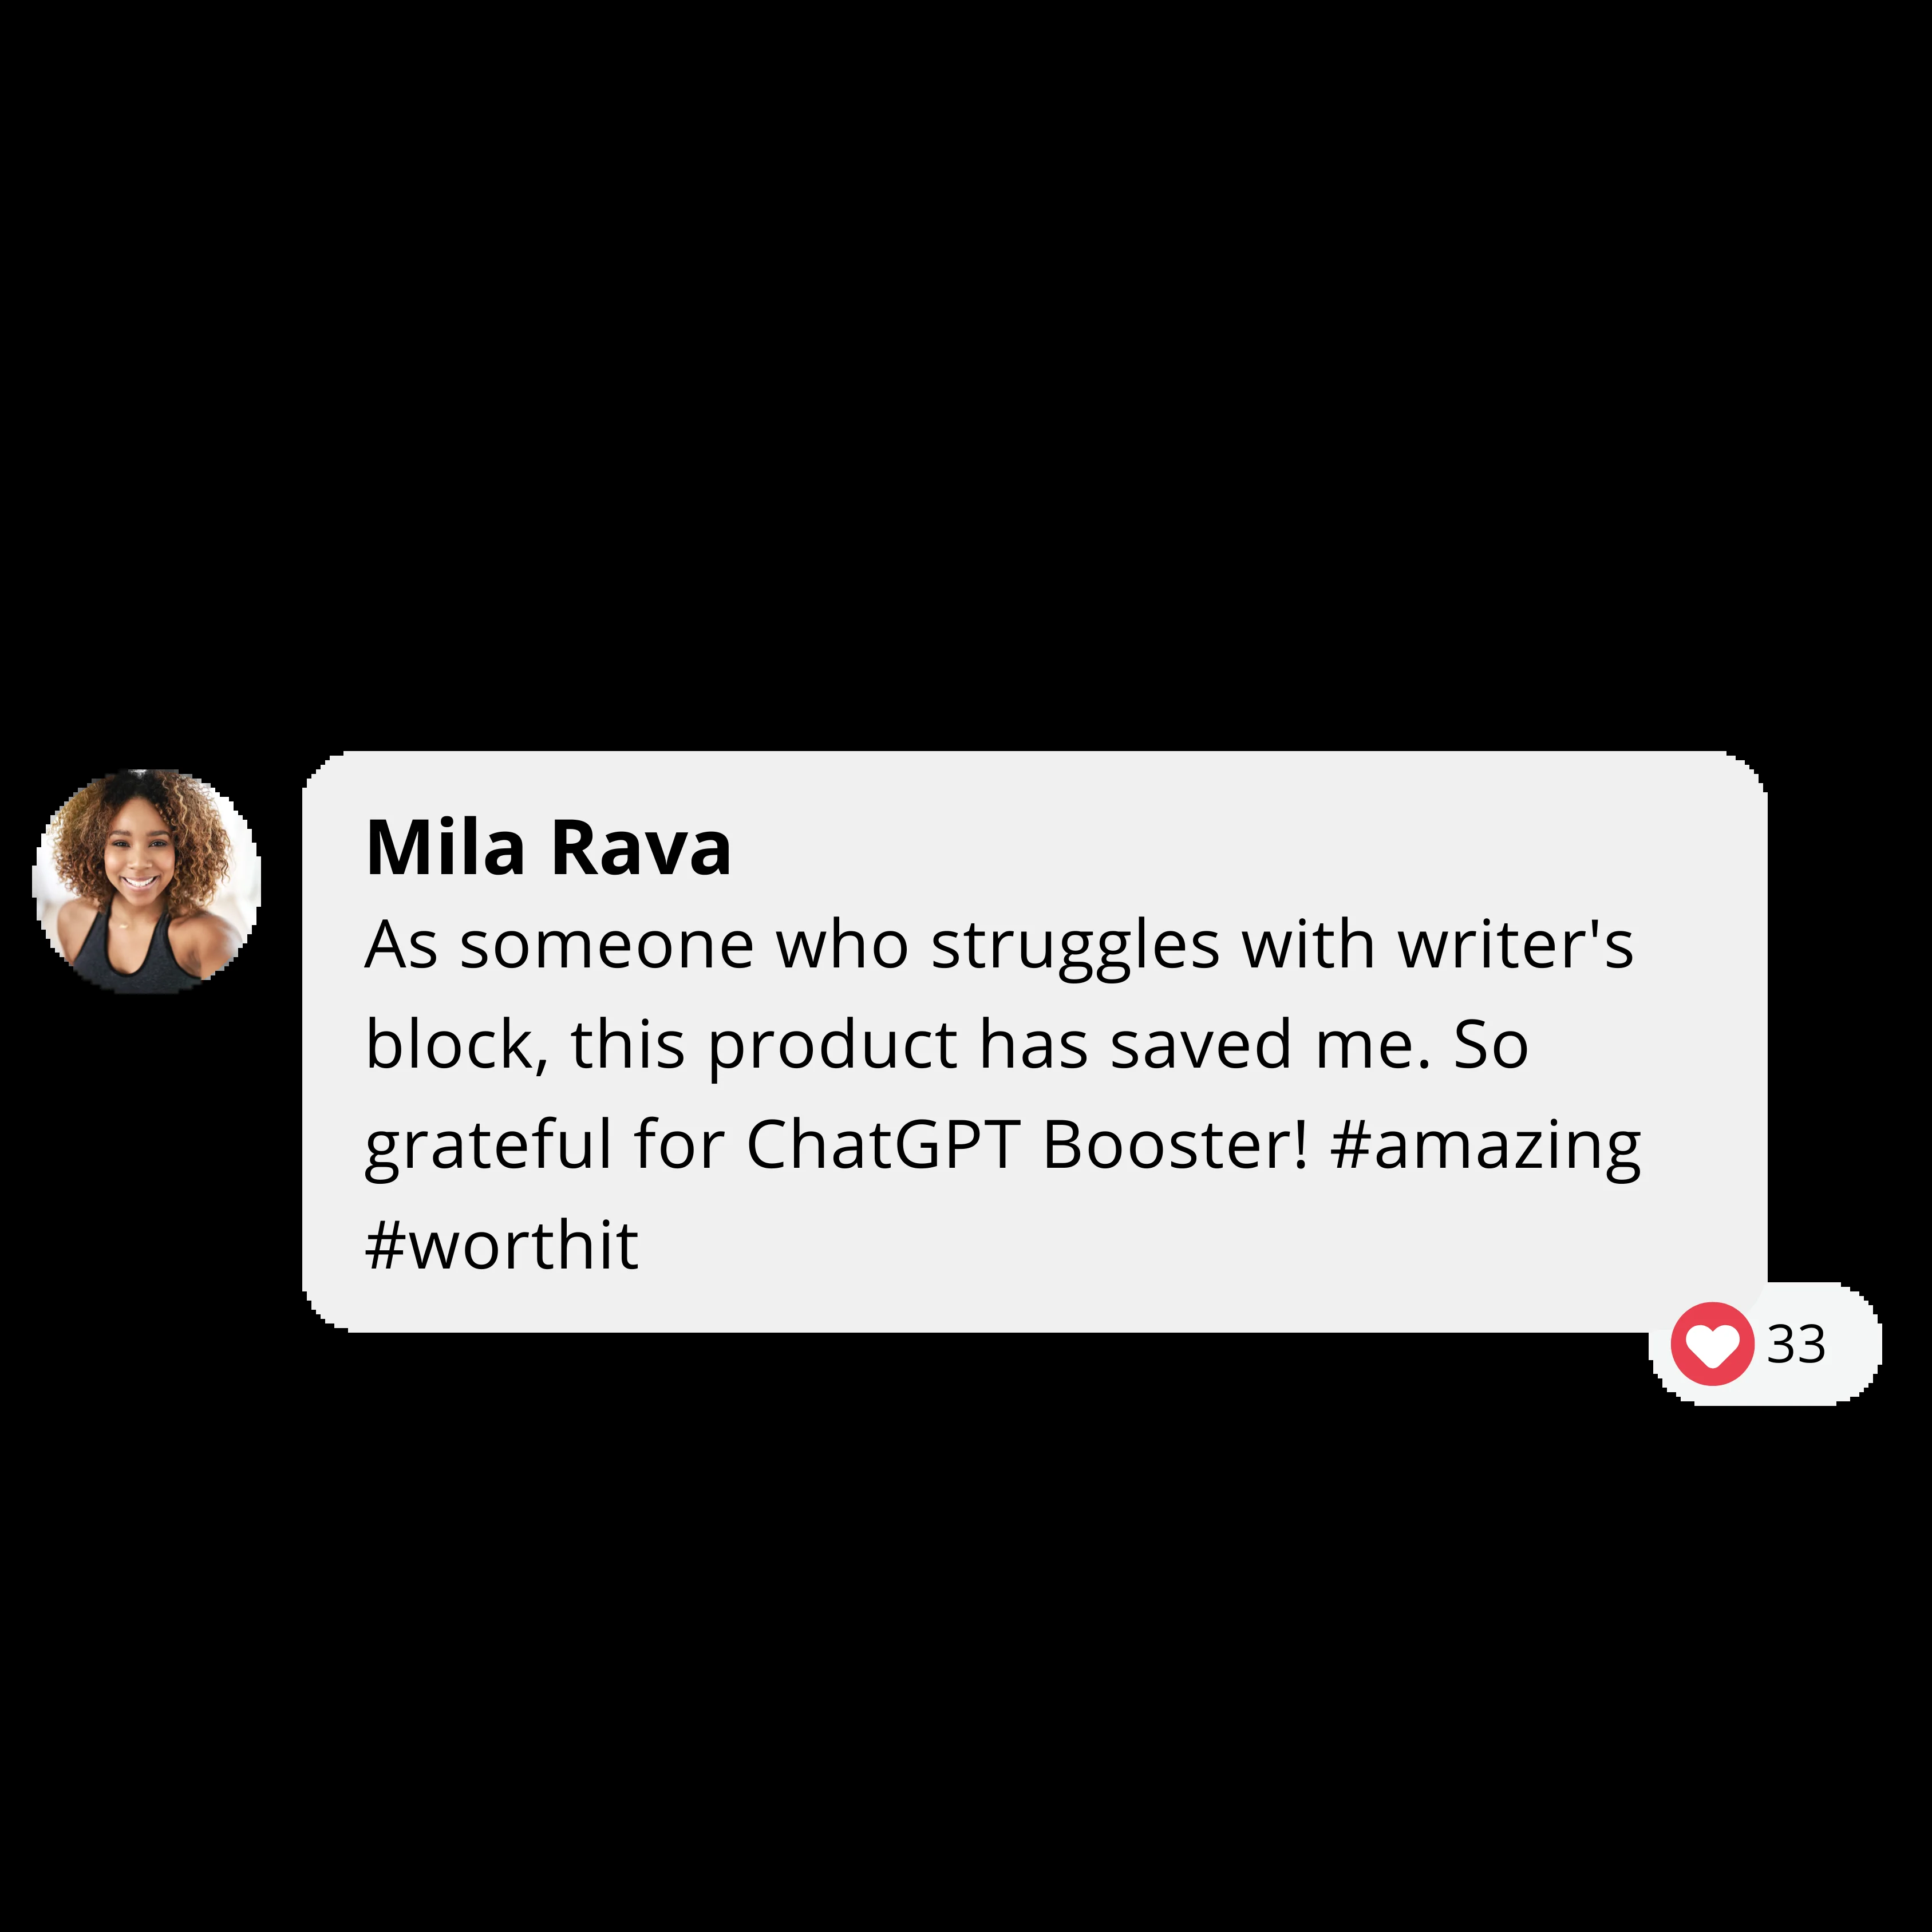 Mila Rava
As someone who struggles with writer's
block, this product has saved me. So
grateful for ChatGPT Booster! #amazing
#worthit
33